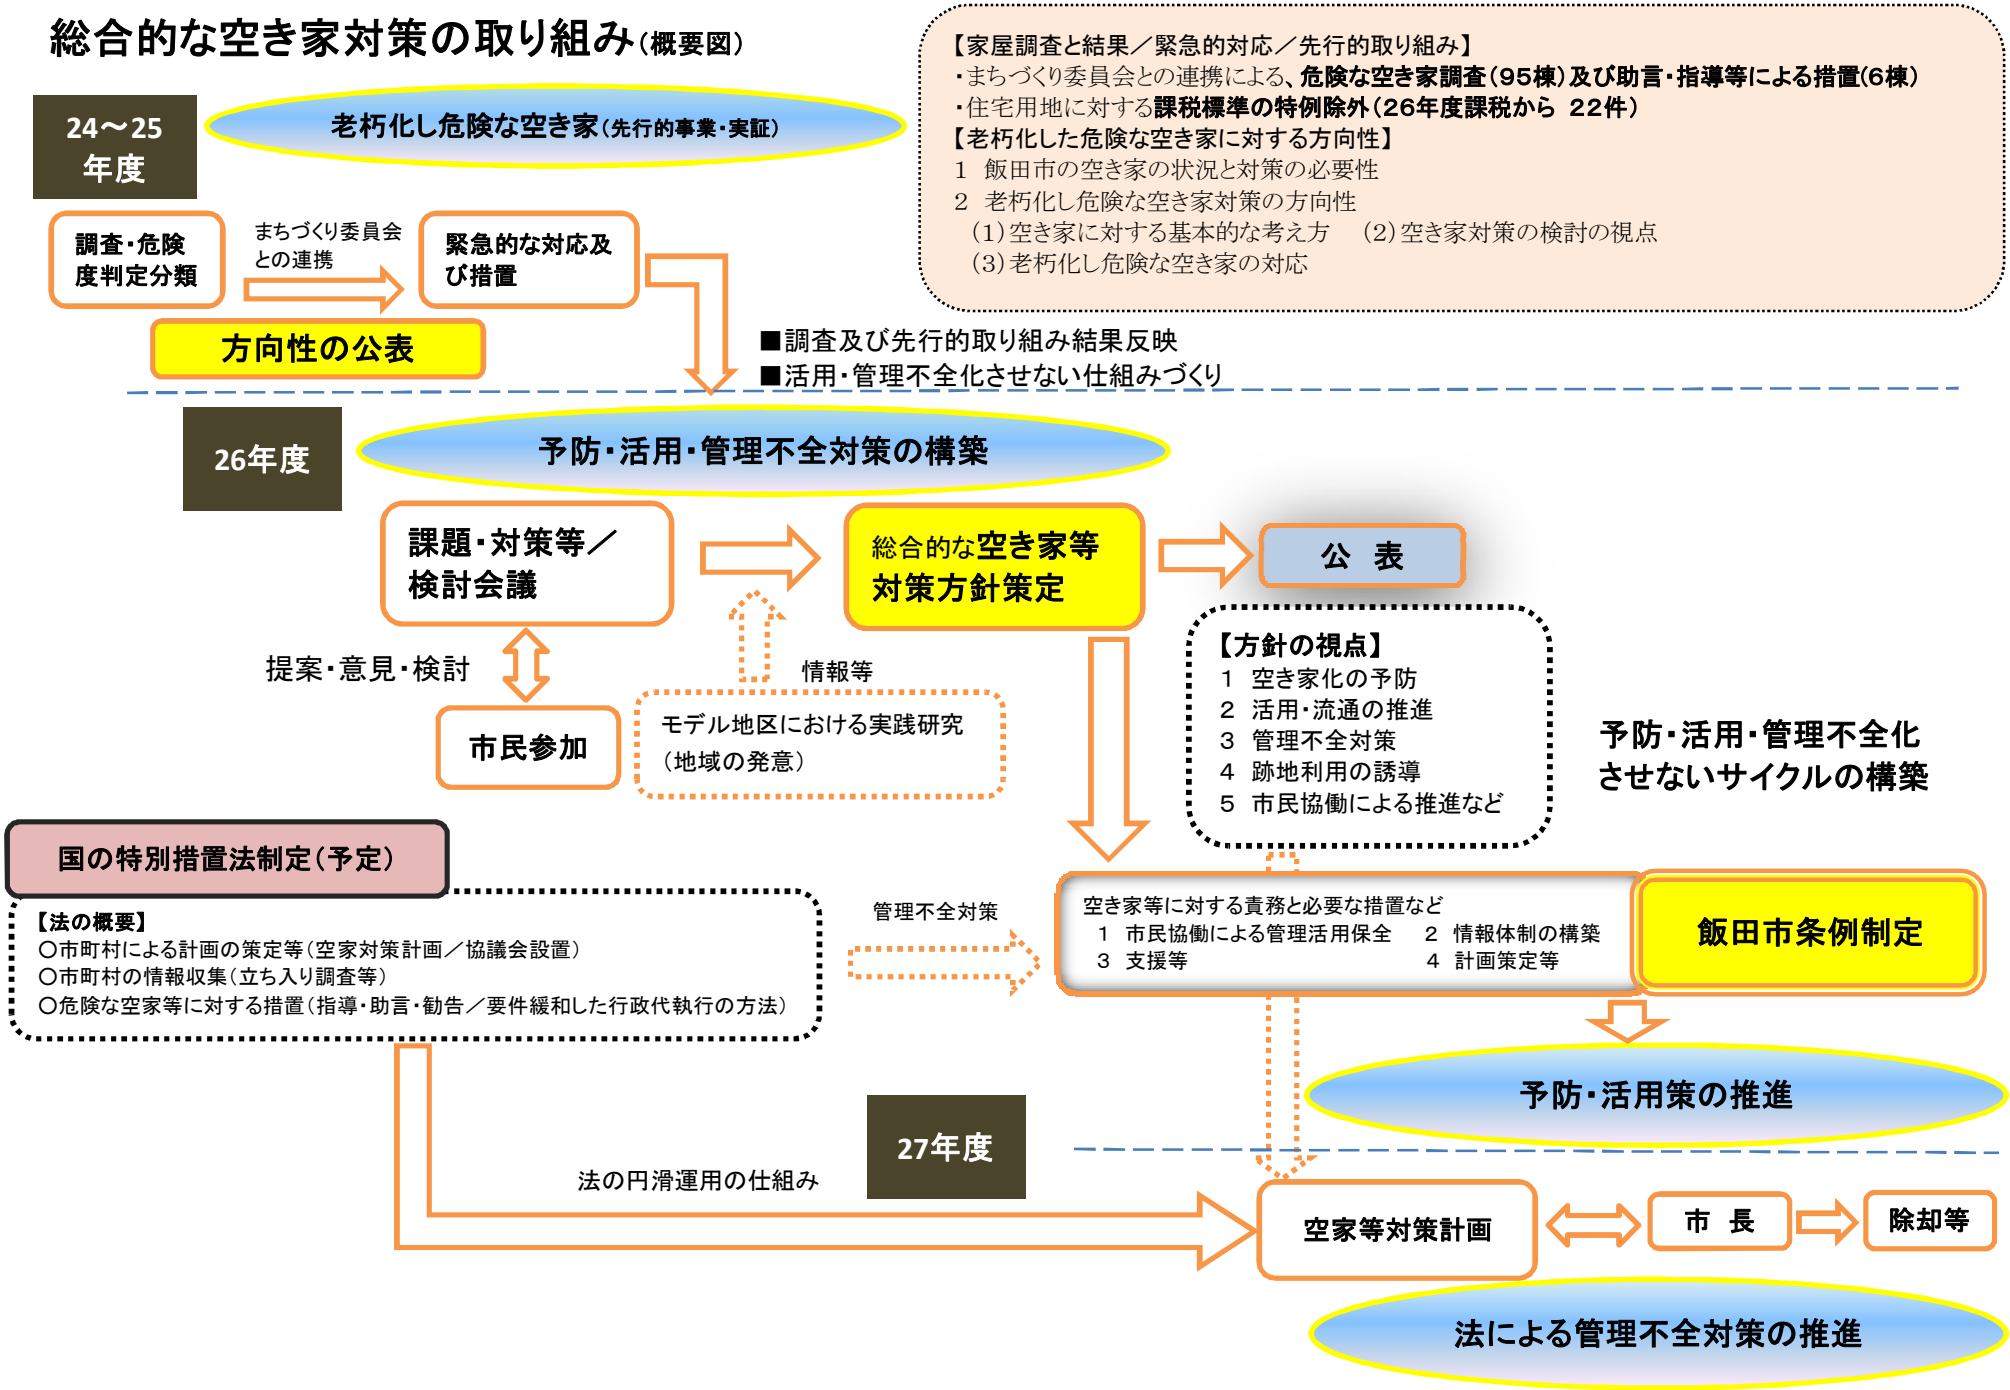 総合的な空き家対策の取り組み(概要図)
【家屋調査と結果／緊急的対応／先行的取り組み】
・まちづくり委員会との連携による、危険な空き家調査(95棟)及び助言・指導等による措置(6棟)
・住宅用地に対する課税標準の特例除外(26年度課税から 22件)
【老朽化した危険な空き家に対する方向性】
1 飯田市の空き家の状況と対策の必要性
2 老朽化し危険な空き家対策の方向性
(1)空き家に対する基本的な考え方 (2)空き家対策の検討の視点
(3)老朽化し危険な空き家の対応
24～25
年度
老朽化し危険な空き家(先行的事業・実証)
調査・危険
度判定分類
まちづくり委員会
との連携
緊急的な対応及
び措置
方向性の公表
■調査及び先行的取り組み結果反映
■活用・管理不全化させない仕組みづくり
26年度
予防・活用・管理不全対策の構築
課題・対策等／
検討会議
総合的な空き家等
対策方針策定
公 表
提案・意見・検討
市民参加
情報等
モデル地区における実践研究
(地域の発意)
【方針の視点】
1 空き家化の予防
2 活用・流通の推進
3 管理不全対策
4 跡地利用の誘導
5 市民協働による推進など
予防・活用・管理不全化
させないサイクルの構築
国の特別措置法制定(予定)
【法の概要】
○市町村による計画の策定等(空家対策計画／協議会設置)
○市町村の情報収集(立ち入り調査等)
○危険な空家等に対する措置(指導・助言・勧告／要件緩和した行政代執行の方法)
管理不全対策
空き家等に対する責務と必要な措置など
1 市民協働による管理活用保全 2 情報体制の構築
3 支援等 4 計画策定等
飯田市条例制定
予防・活用策の推進
27年度
法の円滑運用の仕組み
空家等対策計画
市 長
除却等
法による管理不全対策の推進